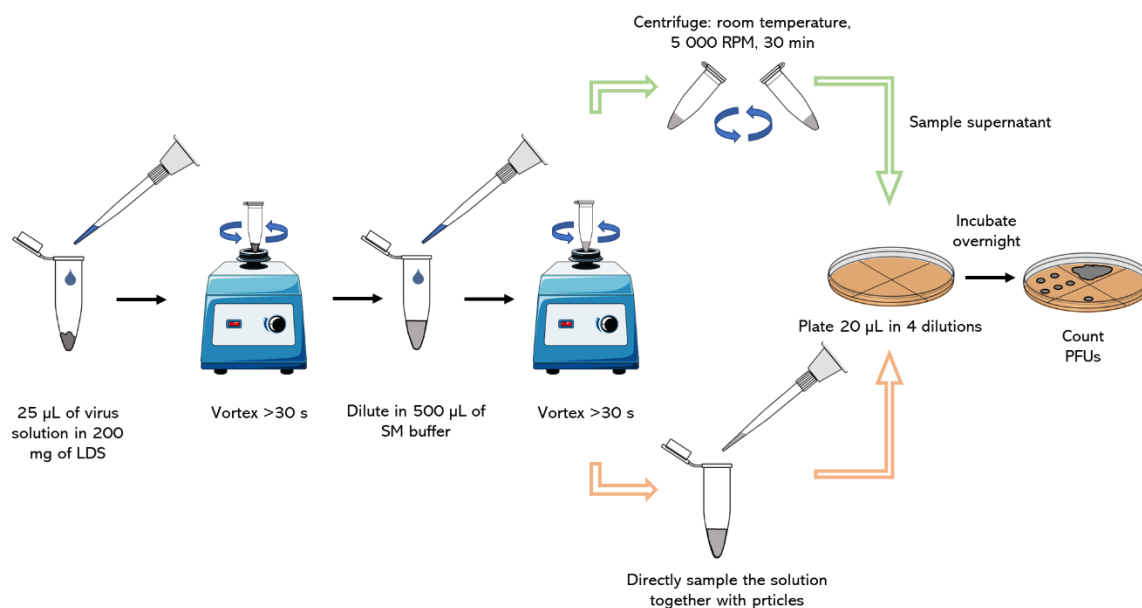 Centrifuge: room temperature,
5 000 RPM, 30 min
Sample supernatant
Incubate
overnight
Plate 20 µL in 4 dilutions
Count
PFUs
25 µL of virus
solution in 200
mg of LDS
Vortex >30 s
Dilute in 500 µL of
SM buffer
Vortex >30 s
Directly sample the solution
together with prticles